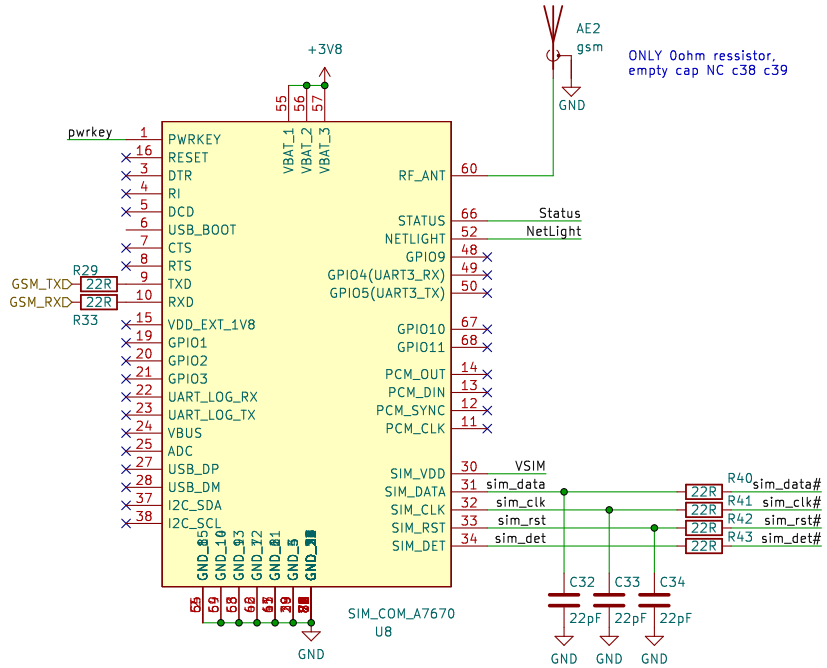 AE2
gsm
ONLY 0ohm ressistor,
empty cap NC c38 c39
GND
+3V8
55
56
57
VBAT_1
VBAT_2
VBAT_3
pwrkey
1 PWRKEY
16 RESET
3 DTR
4 RI
5 DCD
6 USB_BOOT
7 CTS
8 RTS
R29
GSM_TX 22R 9 TXD
GSM_RX 22R 10 RXD
R33
15 VDD_EXT_1V8
19 GPIO1
20 GPIO2
21 GPIO3
22 UART_LOG_RX
23 UART_LOG_TX
24 VBUS
25 ADC
27 USB_DP
28 USB_DM
37 I2C_SDA
38 I2C_SCL
RF_ANT 60
STATUS 66 Status
NETLIGHT 52 NetLight
GPIO9 48
GPIO4(UART3_RX) 49
GPIO5(UART3_TX) 50
GPIO10 67
GPIO11 68
PCM_OUT 14
PCM_DIN 13
PCM_SYNC 12
PCM_CLK 11
SIM_VDD 30 VSIM
SIM_DATA 31 sim_data 22R R40 sim_data#
SIM_CLK 32 sim_clk 22R R41 sim_clk#
SIM_RST 33 sim_rst 22R R42 sim_rst#
SIM_DET 34 sim_det 22R R43 sim_det#
SIM_COM_A7670
U8
GND
C32
22pF
GND
C33
22pF
GND
C34
22pF
GND